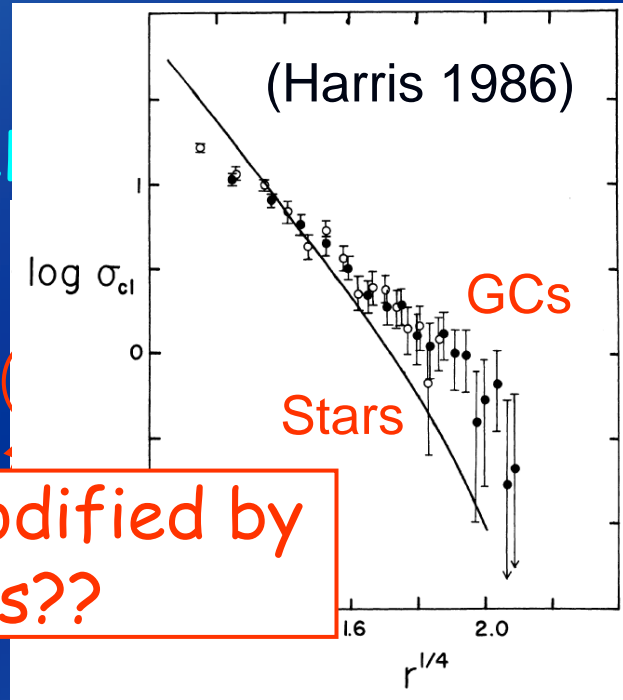 (Harris 1986)
1
log σcl
GCs
0
Stars
odified by
s??
1.6
2.0
r1/4